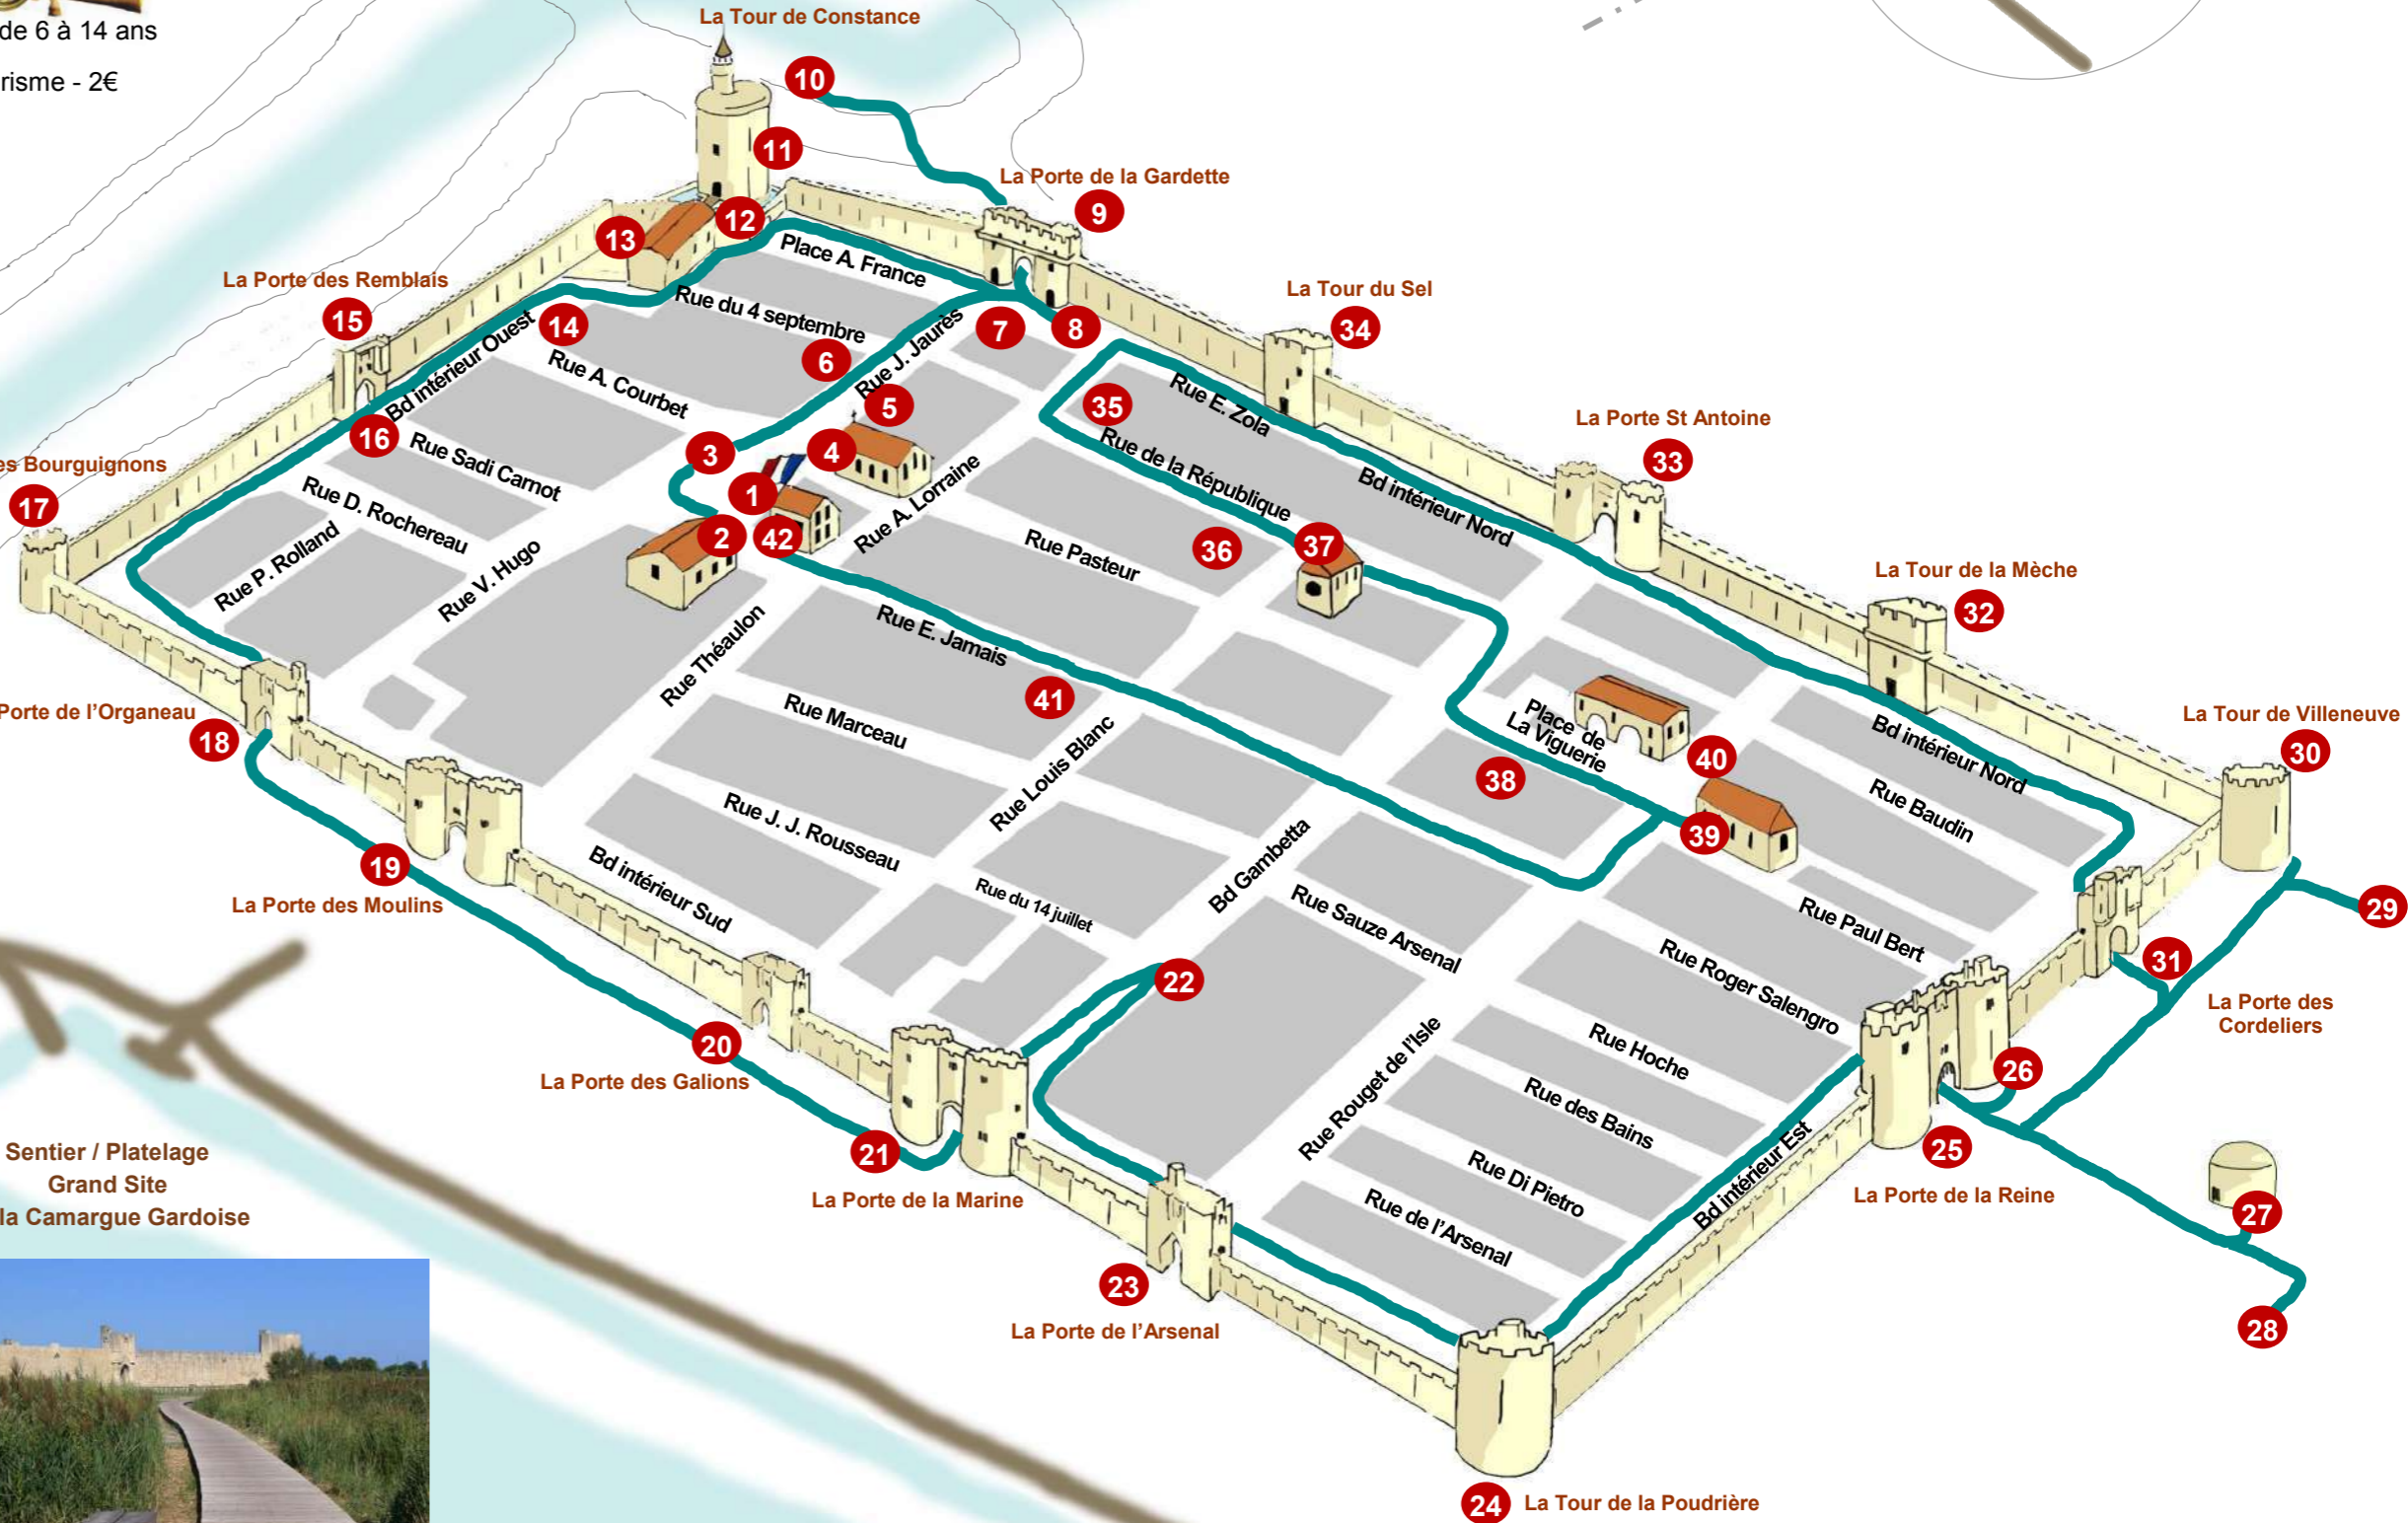 de 6 à 14 ans
risme - 2€
La Tour de Constance
10
11
La Porte de la Gardette
9
12
13
Place A. France
La Porte des Remblais
15
Rue du 4 septembre
14
Bd intérieur Ouest
6
7
8
Rue J. Jaurès
La Tour du Sel
34
Rue A. Courbet
5
35
Rue E. Zola
16
Rue Sadi Carnot
3
4
Rue de la République
La Porte St Antoine
33
es Bourguignons
17
Rue D. Rochereau
1
Rue A. Lorraine
Bd intérieur Nord
Rue P. Rolland
2
42
Rue Pasteur
36
37
Rue V. Hugo
La Tour de la Mèche
32
Rue Théaulon
Rue E. Jamais
41
Porte de l'Organeau
18
Rue Marceau
Place de
La Viguerie
40
Bd intérieur Nord
La Tour de Villeneuve
30
Rue Louis Blanc
38
Rue J. J. Rousseau
Rue Baudin
39
19
La Porte des Moulins
Bd intérieur Sud
Rue du 14 juillet
Bd Gambetta
Rue Sauze Arsenal
Rue Paul Bert
29
22
Rue Roger Salengro
31
La Porte des
Cordeliers
20
La Porte des Galions
Rue Rouget de l'Isle
Rue Hoche
26
Rue des Bains
Sentier / Platelage
Grand Site
la Camargue Gardoise
21
La Porte de la Marine
Rue Di Pietro
Bd intérieur Est
25
La Porte de la Reine
Rue de l'Arsenal
27
23
La Porte de l'Arsenal
28
24
La Tour de la Poudrière